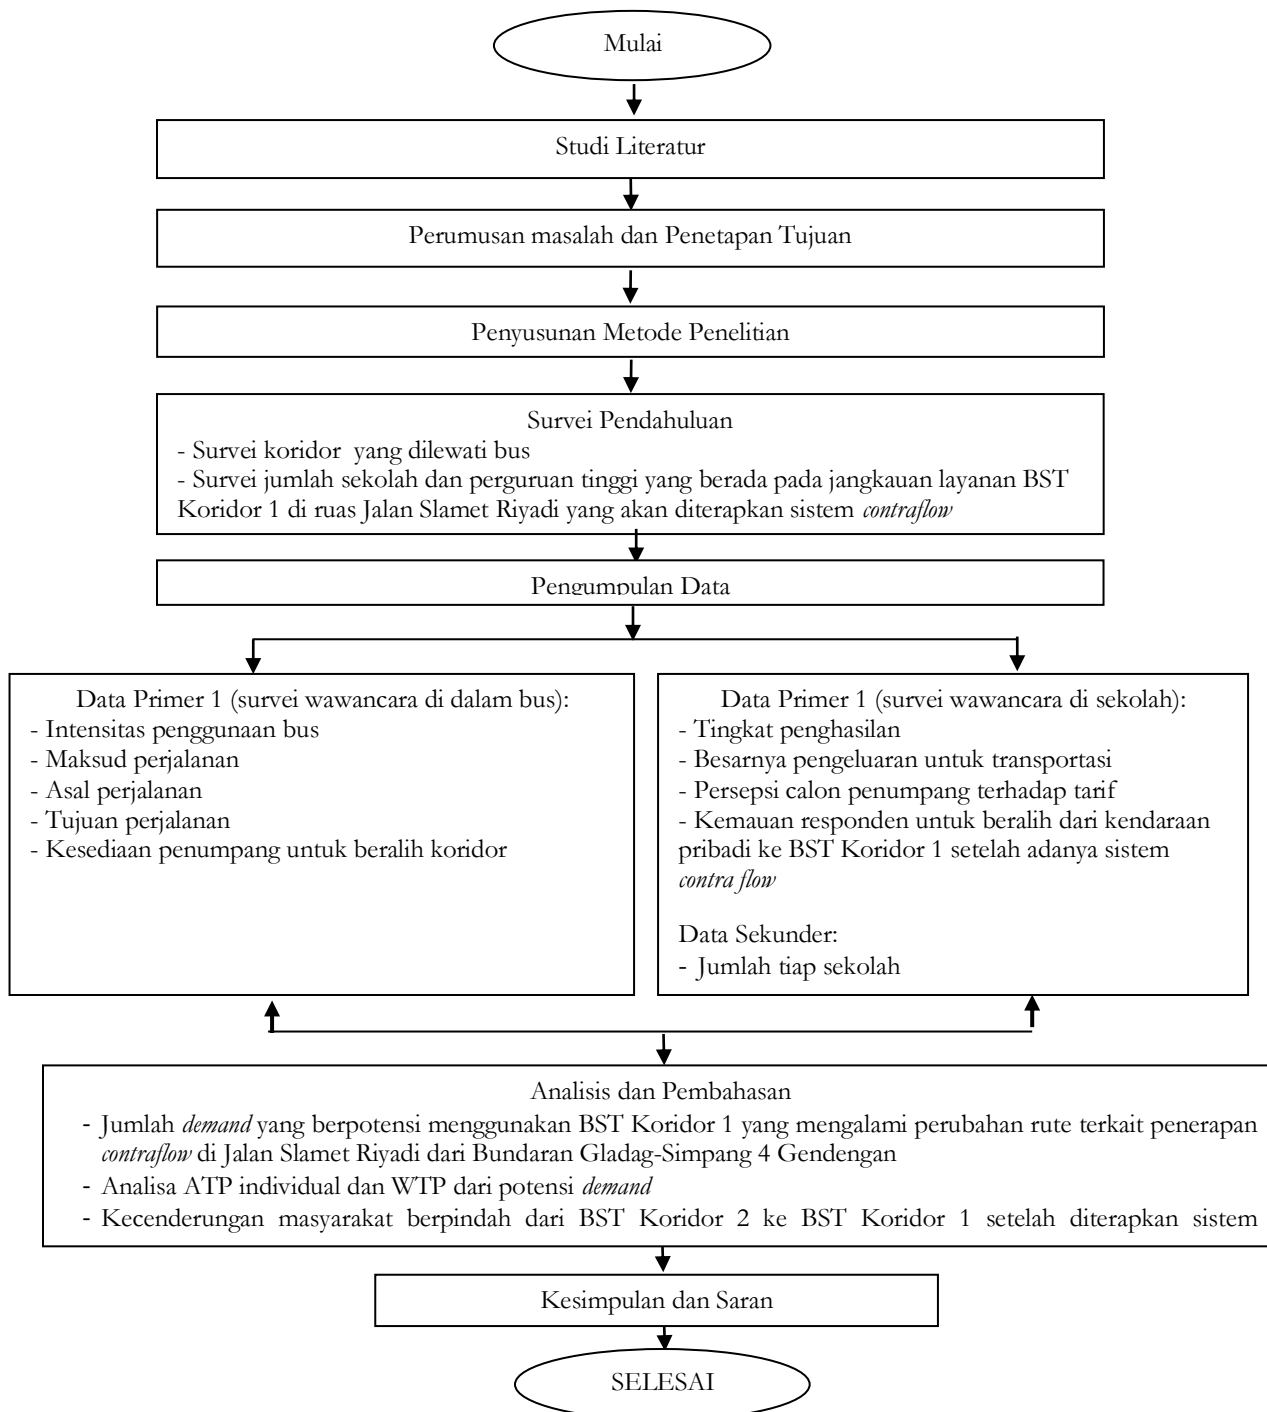 Mulai
Studi Literatur
Perumusan masalah dan Penetapan Tujuan
Penyusunan Metode Penelitian
Survei Pendahuluan
- Survei koridor yang dilewati bus
- Survei jumlah sekolah dan perguruan tinggi yang berada pada jangkauan layanan BST
Koridor 1 di ruas Jalan Slamet Riyadi yang akan diterapkan sistem contraflow
Pengumpulan Data
Data Primer 1 (survei wawancara di dalam bus):
- Intensitas penggunaan bus
- Maksud perjalanan
- Asal perjalanan
- Tujuan perjalanan
- Kesediaan penumpang untuk beralih koridor
Data Primer 1 (survei wawancara di sekolah):
- Tingkat penghasilan
- Besarnya pengeluaran untuk transportasi
- Persepsi calon penumpang terhadap tarif
- Kemauan responden untuk beralih dari kendaraan
pribadi ke BST Koridor 1 setelah adanya sistem
contra flow
Data Sekunder:
- Jumlah tiap sekolah
Analisis dan Pembahasan
- Jumlah demand yang berpotensi menggunakan BST Koridor 1 yang mengalami perubahan rute terkait penerapan
contraflow di Jalan Slamet Riyadi dari Bundaran Gladag-Simpang 4 Gendengan
- Analisa ATP individual dan WTP dari potensi demand
- Kecenderungan masyarakat berpindah dari BST Koridor 2 ke BST Koridor 1 setelah diterapkan sistem
Kesimpulan dan Saran
SELESAI